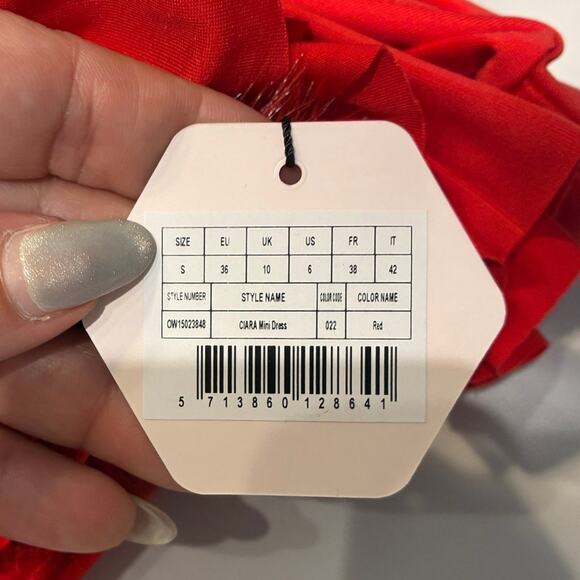 SIZE EU UK US FR IT
S 36 10 6 38 42
STYLE NUMBER STYLE NAME COLOR CODE COLOR NAME
OW15023848 CIARA Mini Dress 022 Red
5 713860 128641